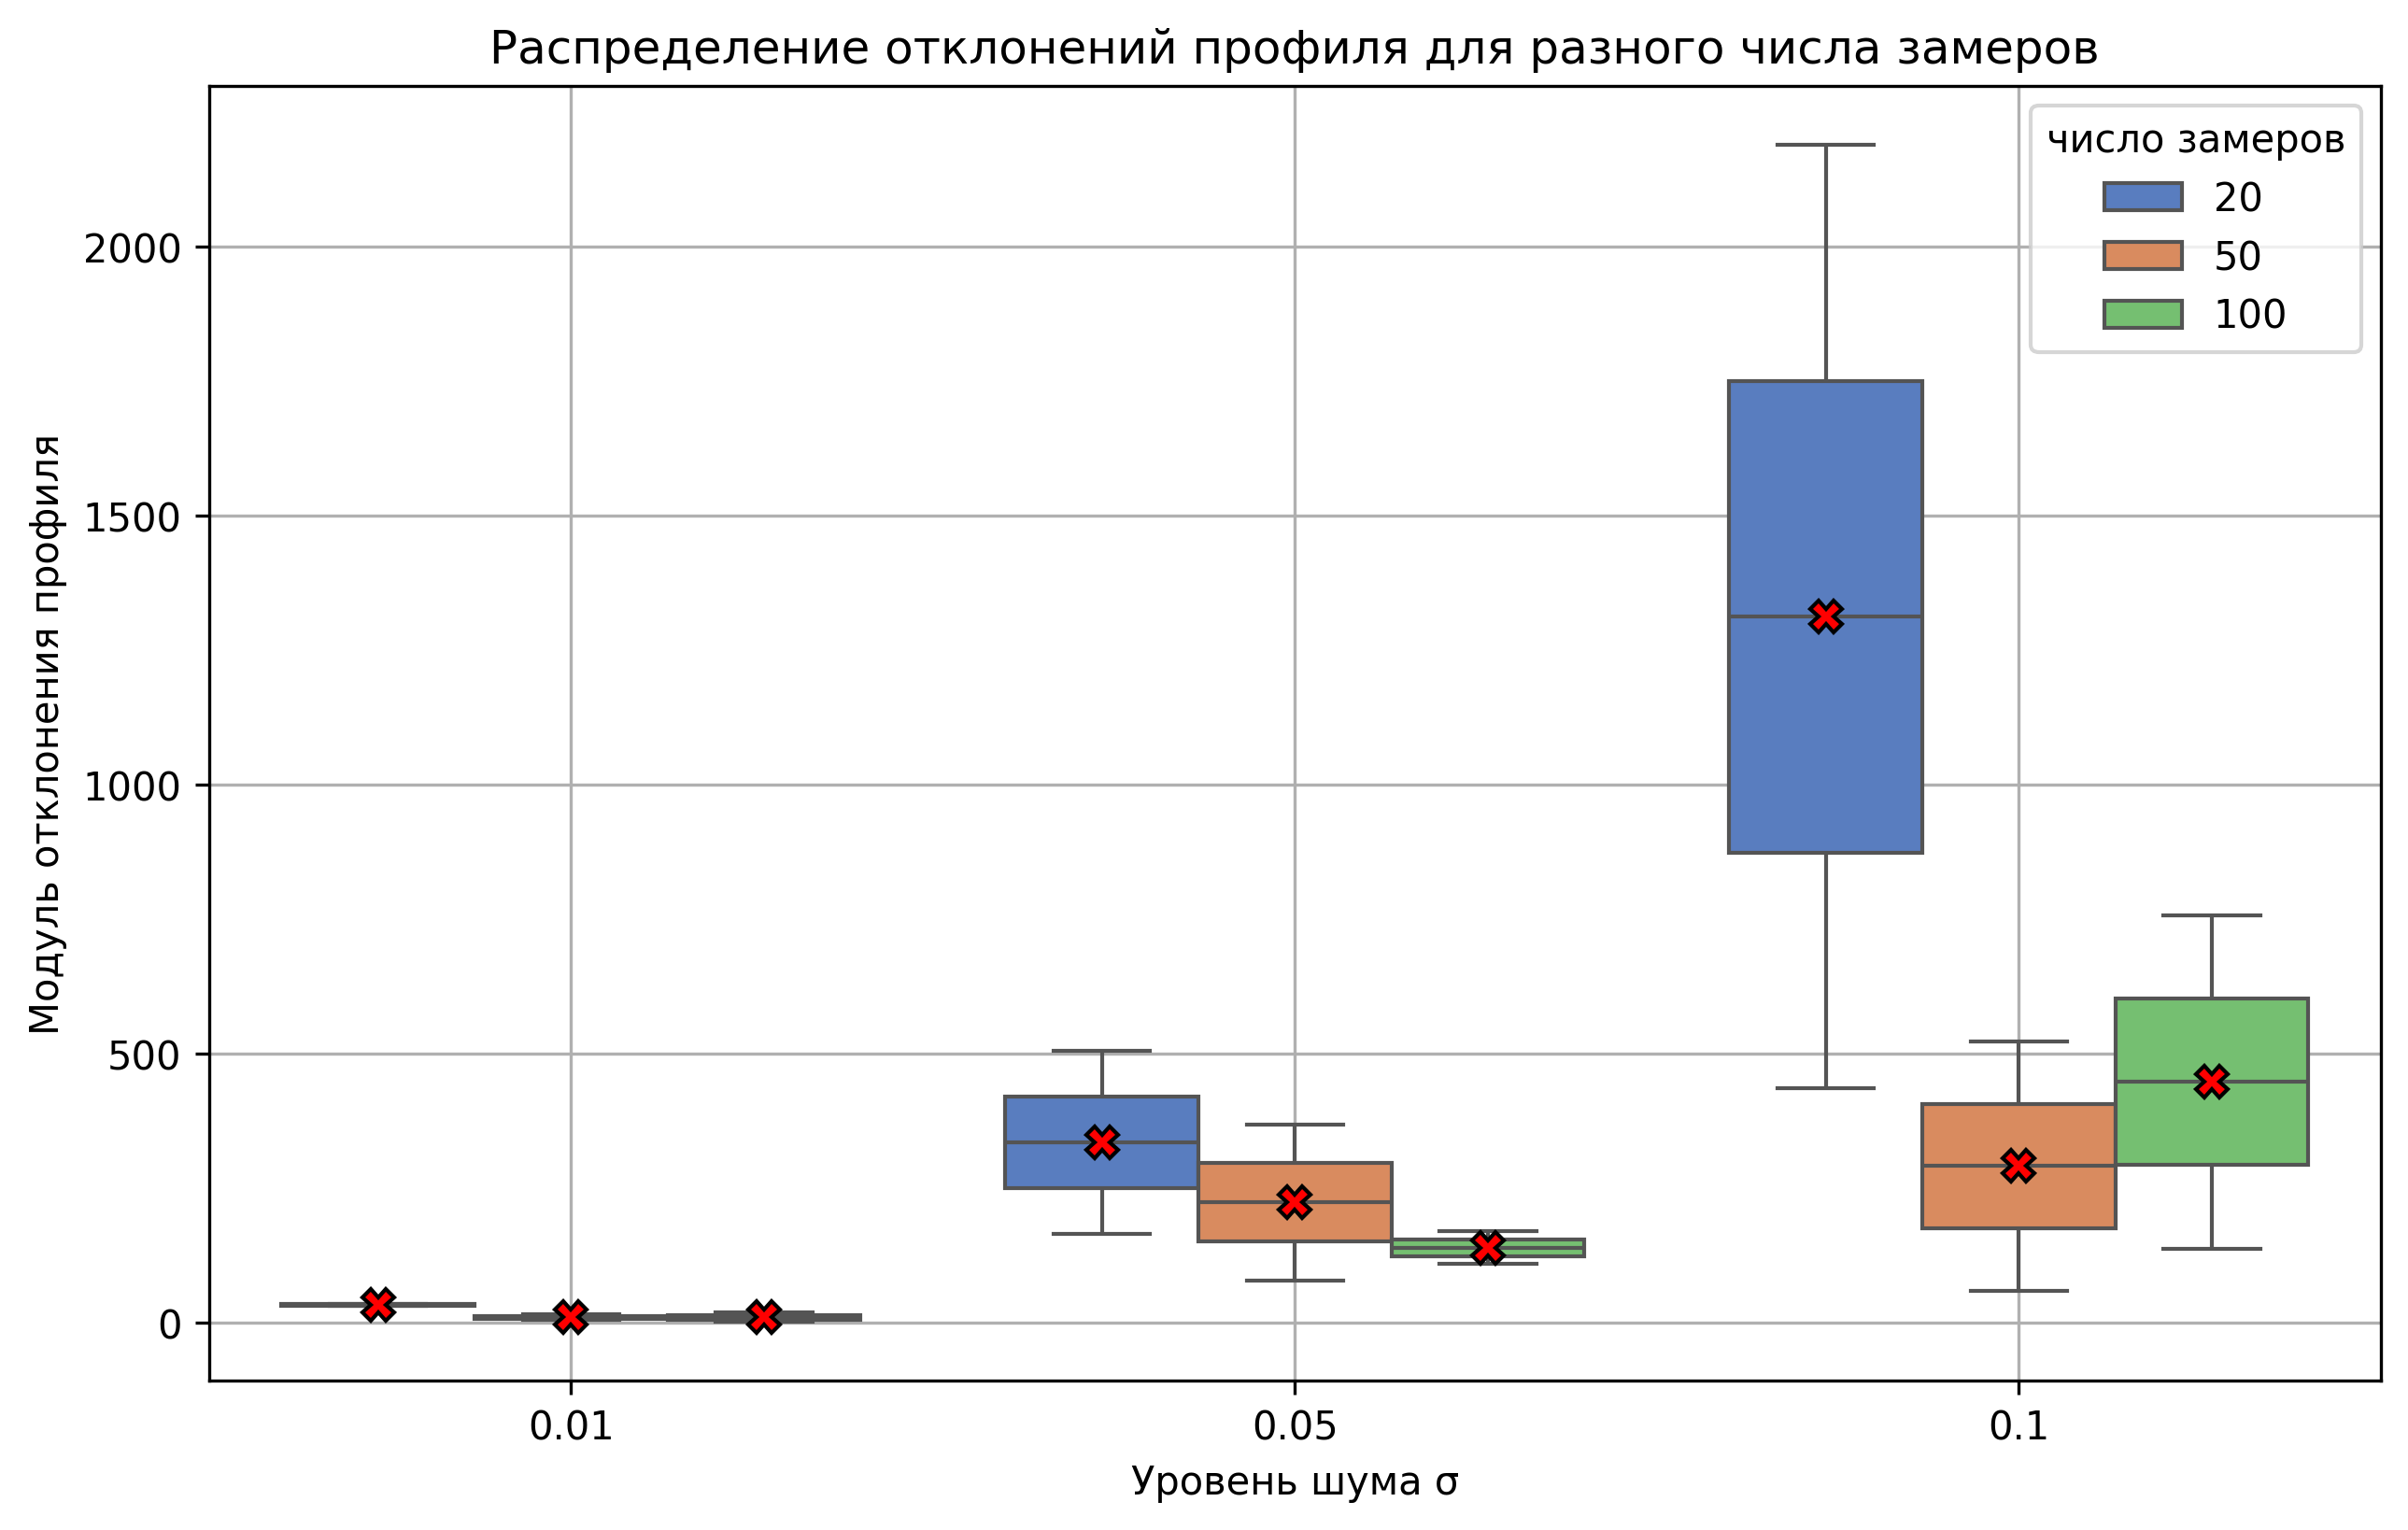 Распределение отклонений профиля для разного числа замеров
число замеров
20
50
100
Модуль отклонения профиля
2000
1500
1000
500
0
0.01
0.05
0.1
Уровень шума σ